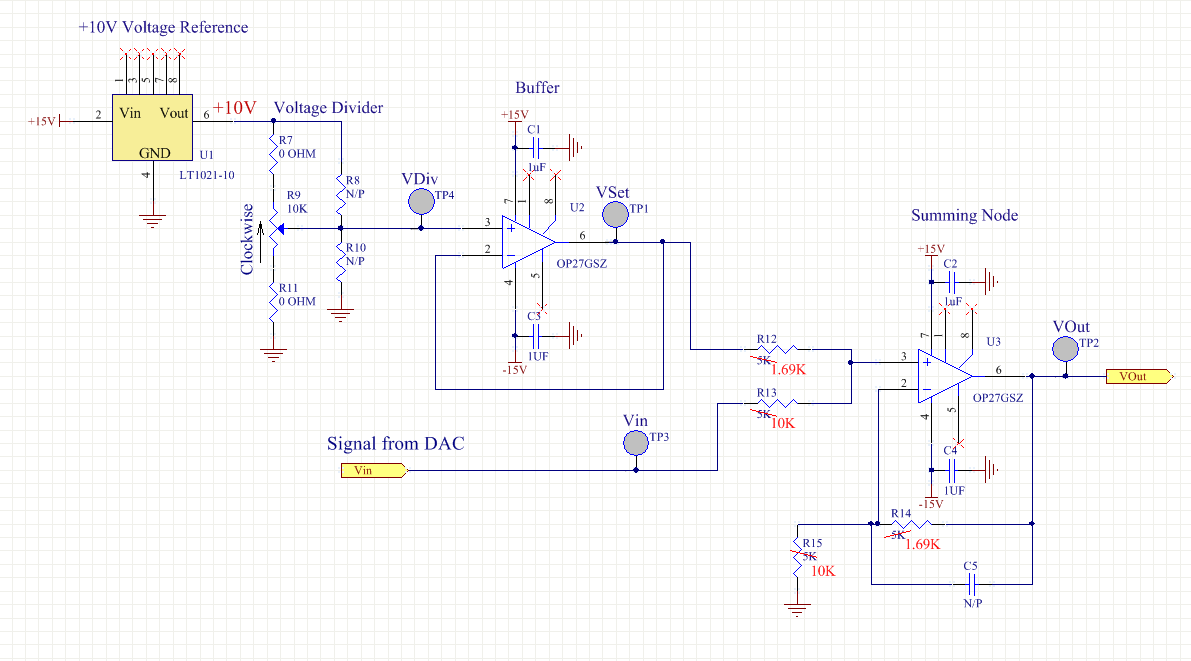 +10V Voltage Reference
1 3 5 7 8
+15V 2 Vin Vout 6 +10V Voltage Divider
GND U1
4 LT1021-10
R7
0 OHM
R8
N/P
R9
10K
Clockwise
R10
N/P
R11
0 OHM
VDiv
TP4
Buffer
+15V
C1
1uF
7 1 8
U2
3 +
2 -
6
OP27GSZ
4 5
C3
1UF
-15V
VSet
TP1
Summing Node
+15V
C2
1uF
7 1 8
U3
3 +
2 -
6
OP27GSZ
4 5
C4
1UF
-15V
VOut
TP2
VOut
R12
5K 1.69K
R13
5K 10K
Vin
TP3
Signal from DAC
Vin
R14
5K 1.69K
R15
5K
10K
C5
N/P